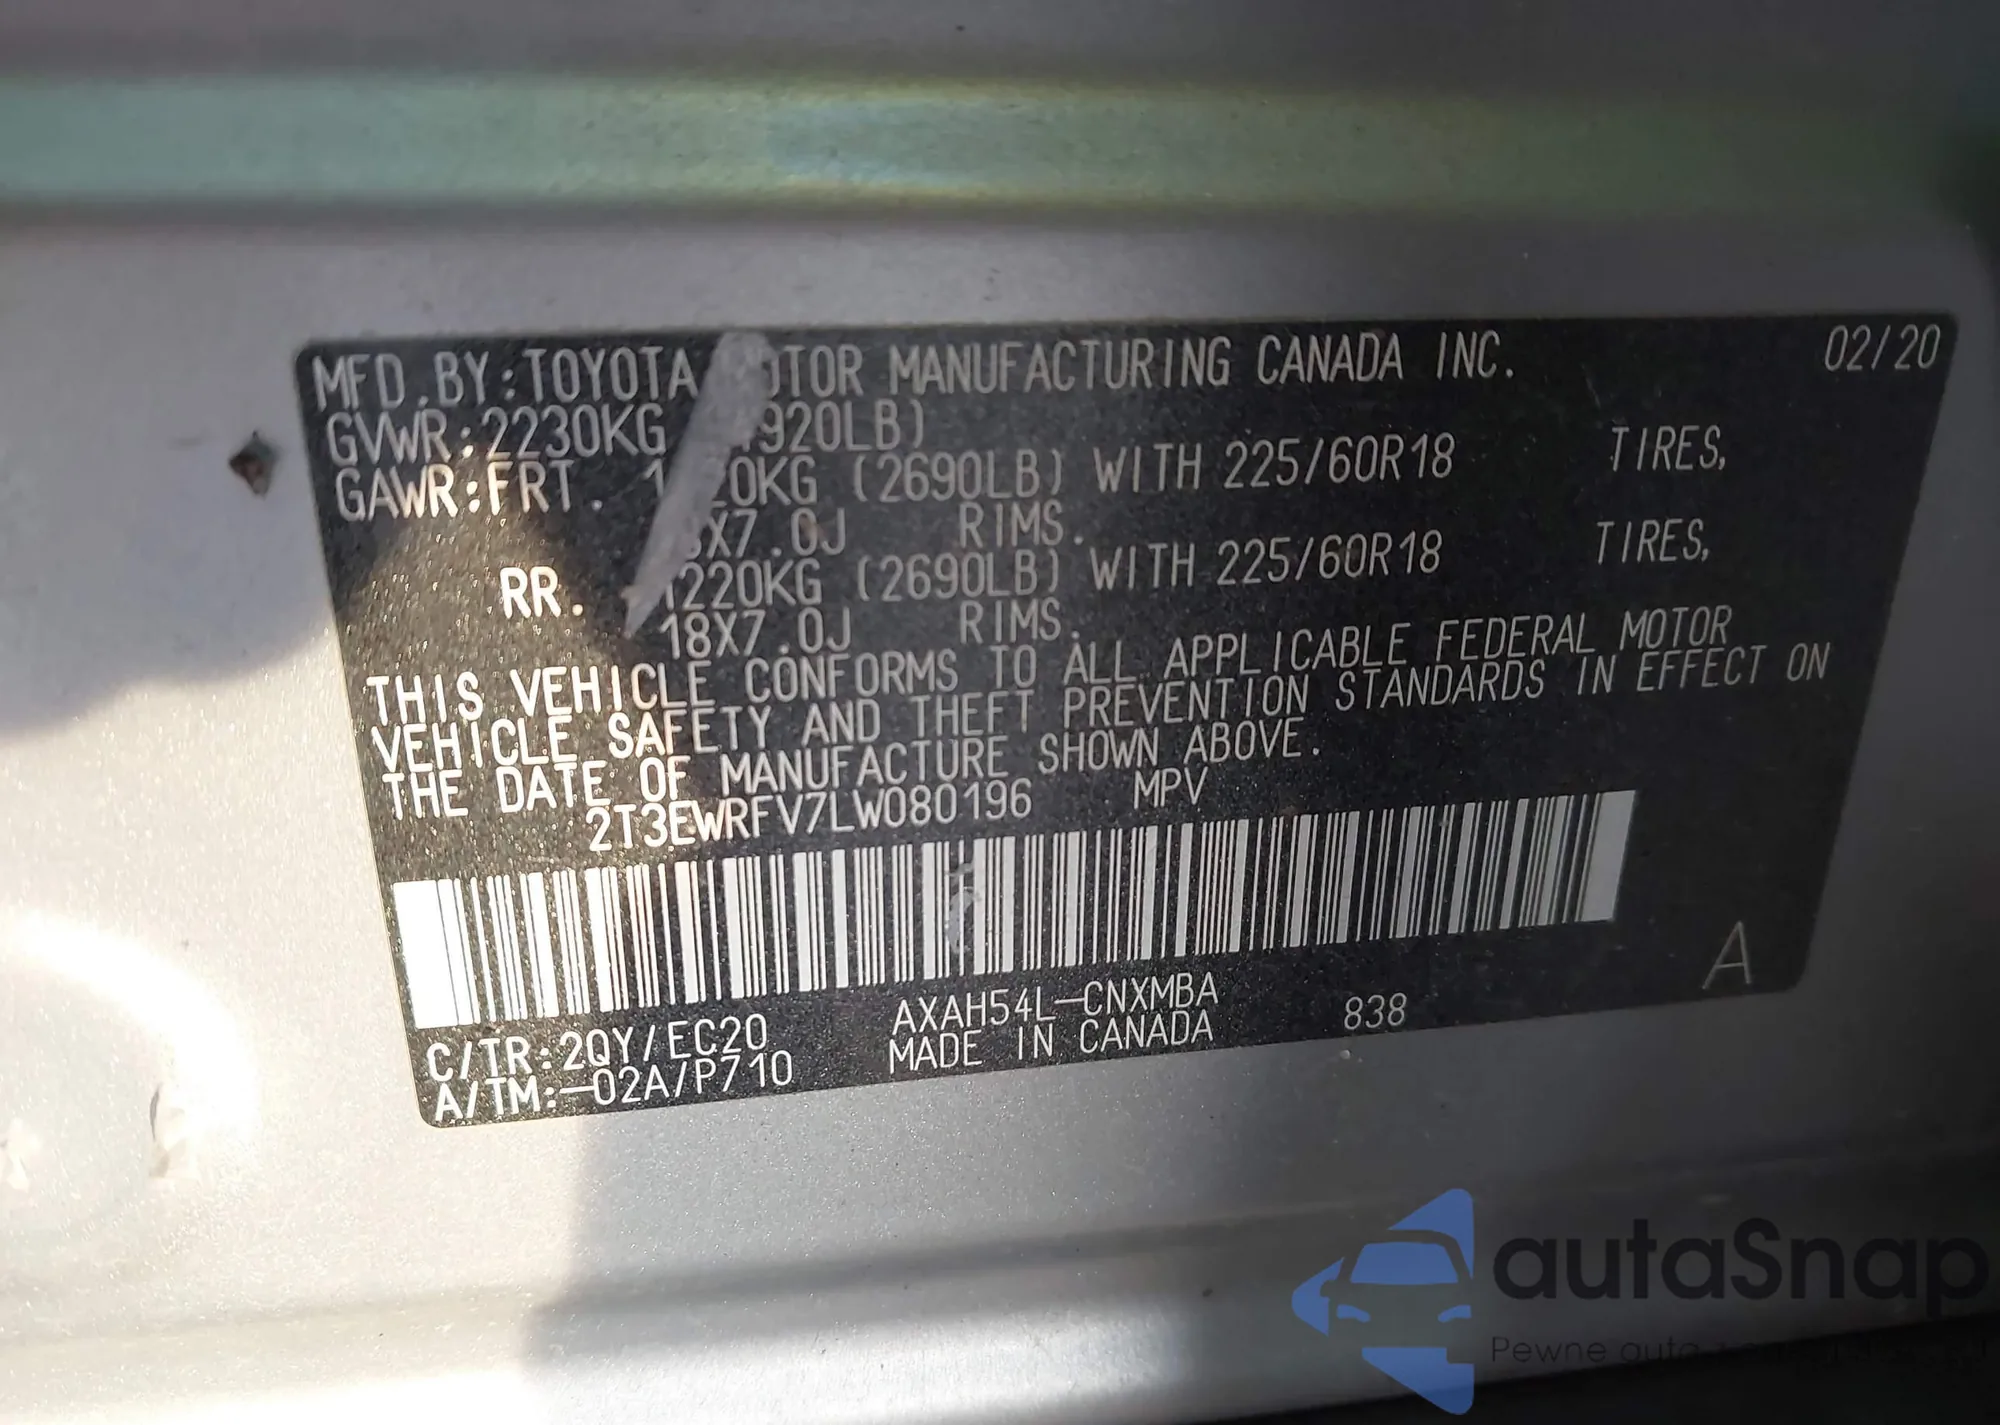 MFD.BY:TOYOTA MOTOR MANUFACTURING CANADA INC. 02/20
GVWR:2230KG (4920LB)
GAWR:FRT. 1220KG (2690LB) WITH 225/60R18 TIRES,
18X7.0J RIMS.
RR. 1220KG (2690LB) WITH 225/60R18 TIRES,
18X7.0J RIMS.
THIS VEHICLE CONFORMS TO ALL APPLICABLE FEDERAL MOTOR
VEHICLE SAFETY AND THEFT PREVENTION STANDARDS IN EFFECT ON
THE DATE OF MANUFACTURE SHOWN ABOVE.
2T3EWRFV7LW080196 MPV
A
AXAH54L-CNXMBA 838
C/TR:2QY/EC20 MADE IN CANADA
A/TM:-02A/P710
autaSnap
Pewne auto